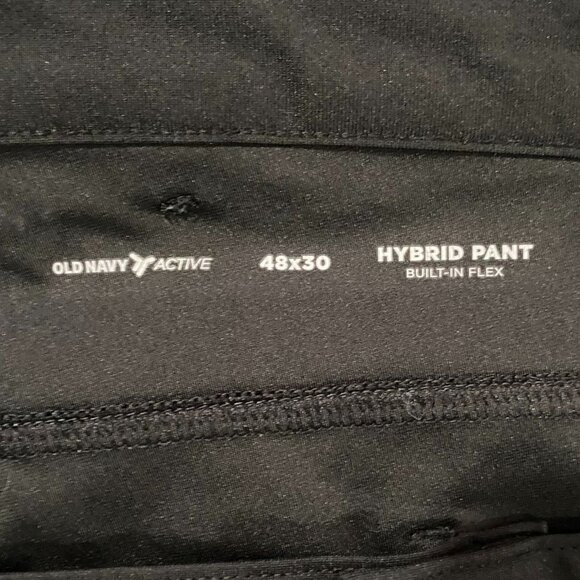 OLD NAVY ACTIVE 48x30 HYBRID PANT
BUILT-IN FLEX